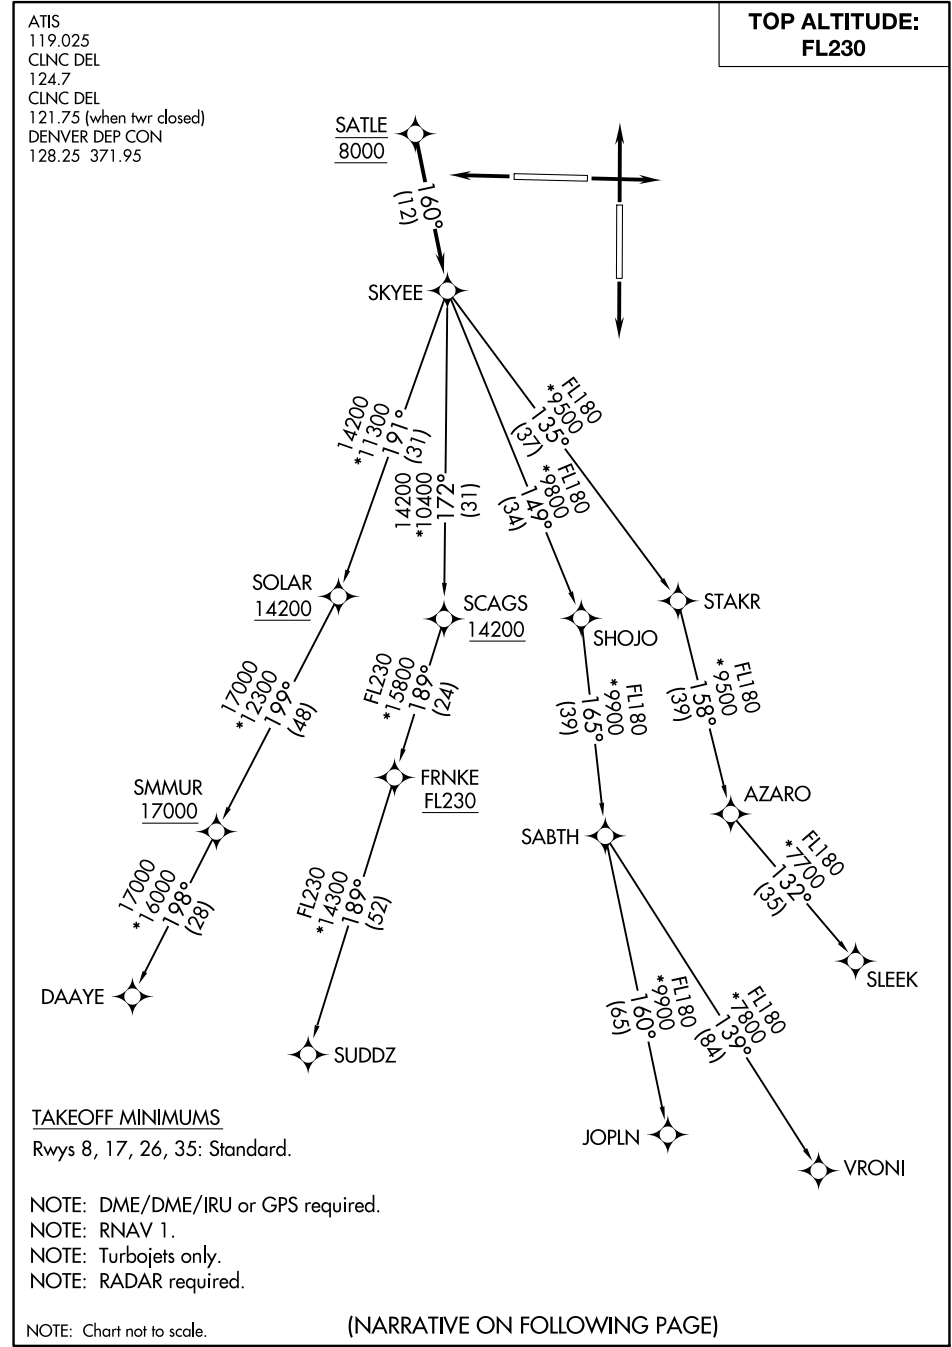 ATIS
119.025
CLNC DEL
124.7
CLNC DEL
121.75 (when twr closed)
DENVER DEP CON
128.25 371.95
TOP ALTITUDE:
FL230
SATLE
8000
160°
(12)
SKYEE
14200
*11300
191°
(31)
14200
*10400
172°
(31)
FL180
*9800
149°
(34)
FL180
*9500
135°
(37)
SOLAR
14200
SCAGS
14200
SHOJO
STAKR
17000
*12300
199°
(48)
FL230
*15800
189°
(24)
FL180
*9900
165°
(39)
FL180
*9500
158°
(39)
SMMUR
17000
FRNKE
FL230
SABTH
AZARO
17000
*16000
198°
(28)
FL230
*14300
189°
(52)
FL180
*9900
160°
(65)
FL180
*7800
139°
(84)
FL180
*7700
132°
(35)
DAAYE
SUDDZ
JOPLN
VRONI
SLEEK
TAKEOFF MINIMUMS
Rwys 8, 17, 26, 35: Standard.
NOTE: DME/DME/IRU or GPS required.
NOTE: RNAV 1.
NOTE: Turbojets only.
NOTE: RADAR required.
NOTE: Chart not to scale.
(NARRATIVE ON FOLLOWING PAGE)